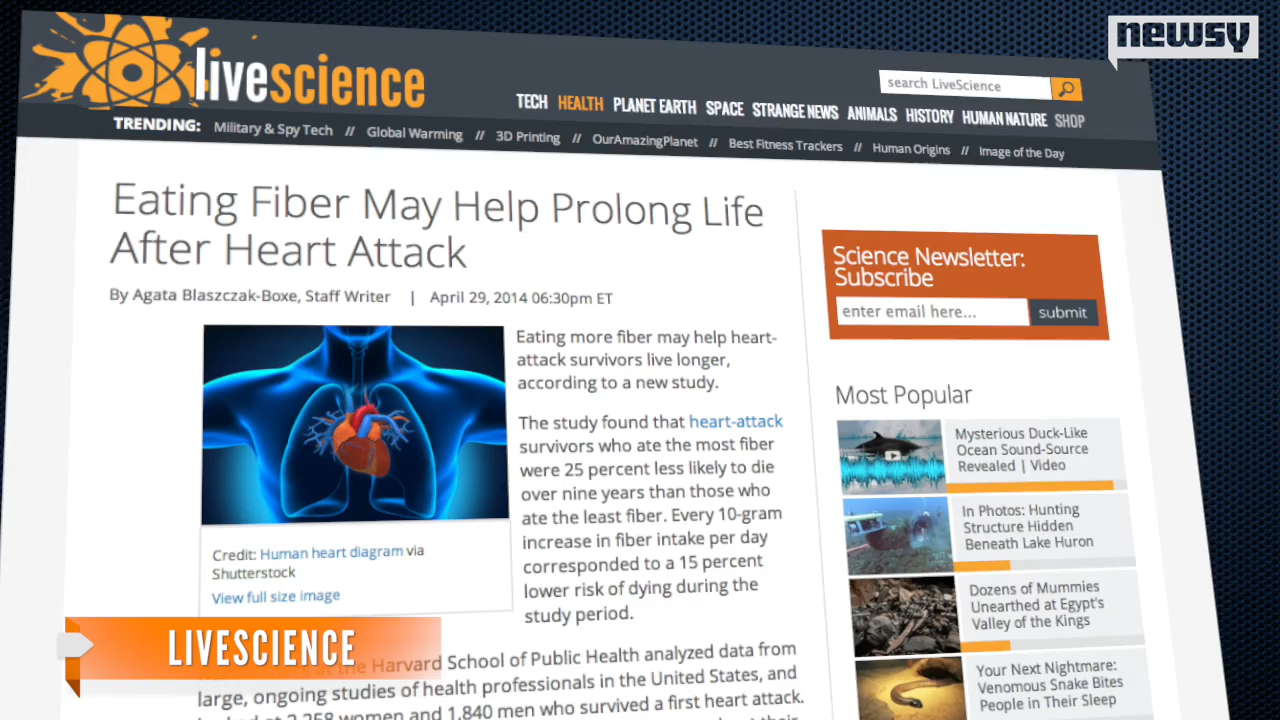 newsy
livescience
search LiveScience
TECH HEALTH PLANET EARTH SPACE STRANGE NEWS ANIMALS HISTORY HUMAN NATURE SHOP
TRENDING: Military & Spy Tech // Global Warming // 3D Printing // OurAmazingPlanet // Best Fitness Trackers // Human Origins // Image of the Day
Eating Fiber May Help Prolong Life
After Heart Attack
By Agata Blaszczak-Boxe, Staff Writer | April 29, 2014 06:30pm ET
Eating more fiber may help heart-
attack survivors live longer,
according to a new study.
The study found that heart-attack
survivors who ate the most fiber
were 25 percent less likely to die
over nine years than those who
ate the least fiber. Every 10-gram
increase in fiber intake per day
corresponded to a 15 percent
lower risk of dying during the
study period.
Credit: Human heart diagram via
Shutterstock
View full size image
the Harvard School of Public Health analyzed data from
large, ongoing studies of health professionals in the United States, and
2,258 women and 1,840 men who survived a first heart attack.
LIVESCIENCE
Science Newsletter:
Subscribe
enter email here... submit
Most Popular
Mysterious Duck-Like
Ocean Sound-Source
Revealed | Video
In Photos: Hunting
Structure Hidden
Beneath Lake Huron
Dozens of Mummies
Unearthed at Egypt's
Valley of the Kings
Your Next Nightmare:
Venomous Snake Bites
People in Their Sleep